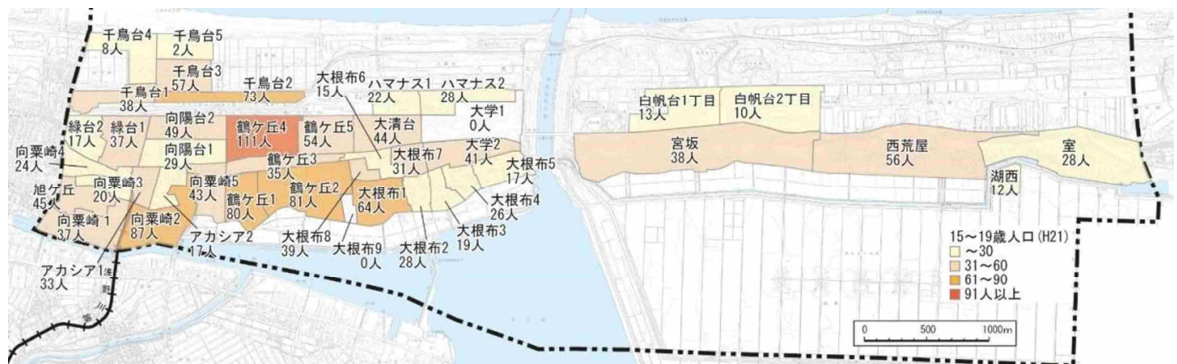 千鳥台4
8人
千鳥台5
2人
千鳥台3
57人
千鳥台1
38人
千鳥台2
73人
大根布6
15人
ハマナス1
22人
ハマナス2
28人
大学1
0人
緑台2
17人
緑台1
37人
向陽台2
49人
鶴ケ丘4
111人
鶴ケ丘5
54人
大清台
44人
大学2
41人
向粟崎4
24人
向陽台1
29人
鶴ケ丘3
35人
大根布7
31人
大根布5
17人
旭ケ丘
45人
向粟崎3
20人
向粟崎5
43人
鶴ケ丘1
80人
鶴ケ丘2
81人
大根布1
64人
大根布4
26人
向粟崎1
37人
向粟崎2
87人
アカシア2
17人
大根布8
39人
大根布9
0人
大根布2
28人
大根布3
19人
アカシア1
33人
浅野川
白帆台1丁目
13人
白帆台2丁目
10人
宮坂
38人
西荒屋
56人
室
28人
湖西
12人
15～19歳人口(H21)
～30
31～60
61～90
91人以上
0 500 1000m